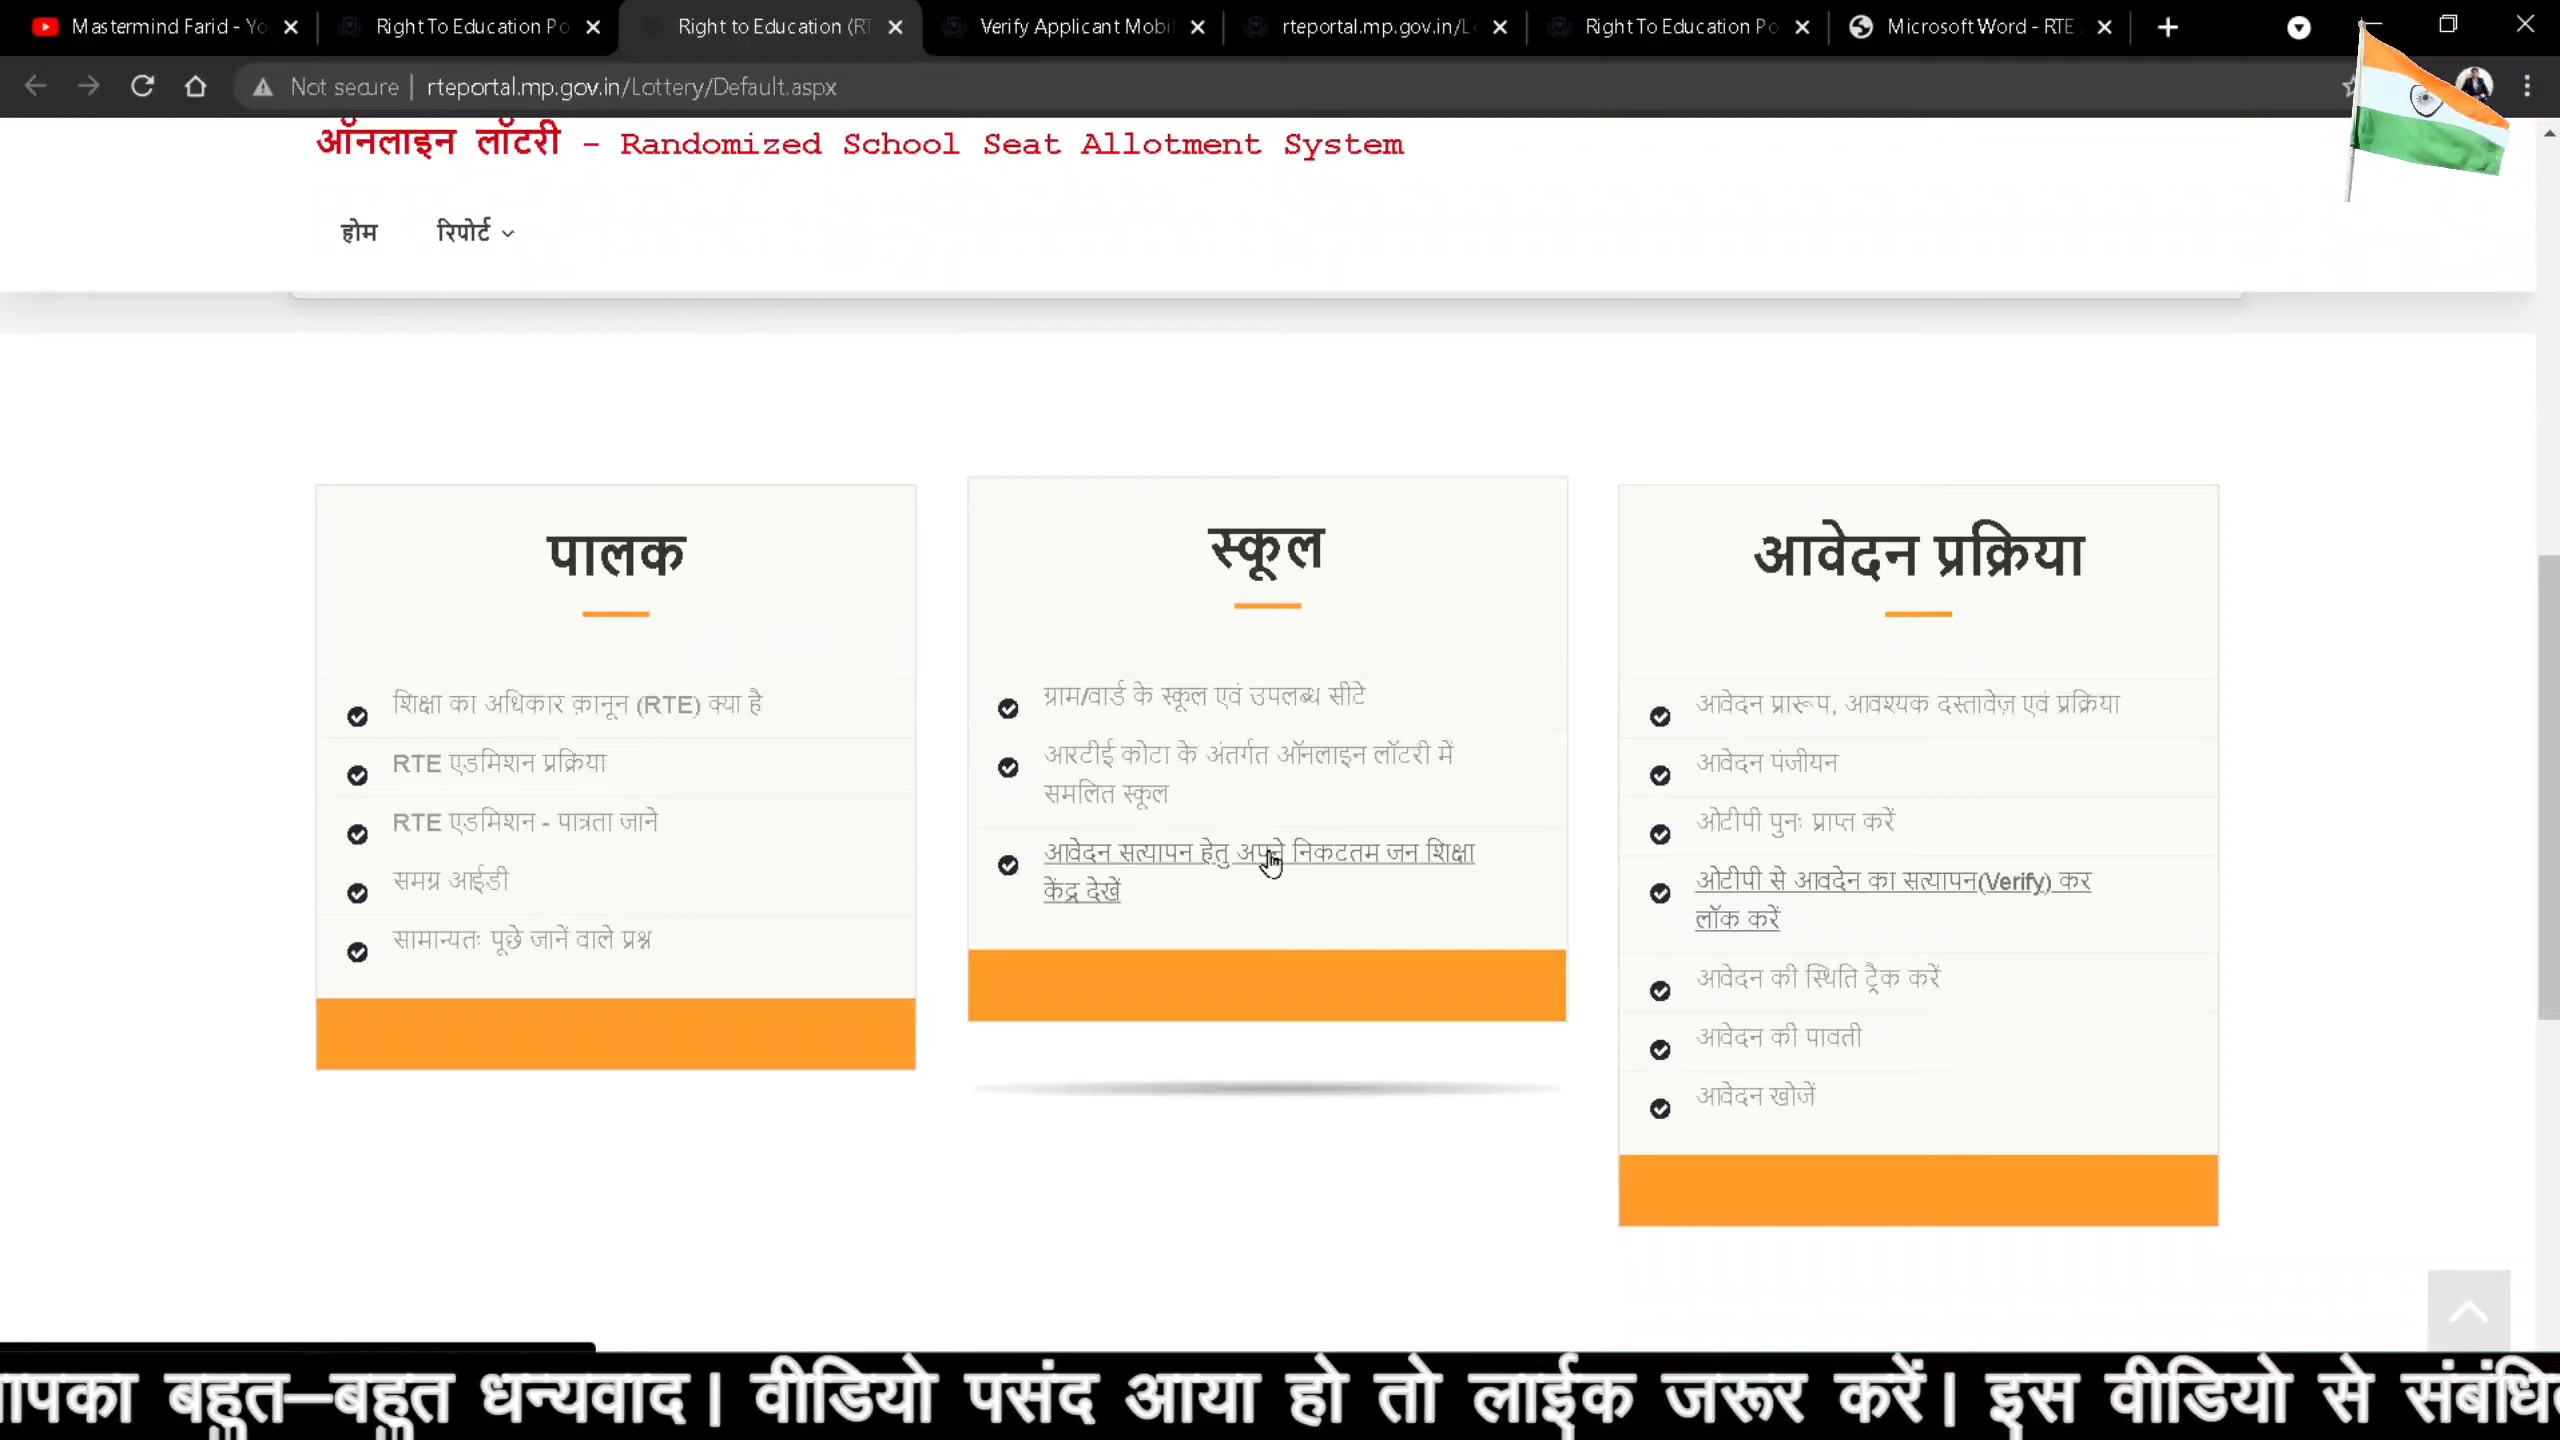 Mastermind Farid - Yo
Right To Education Po
Right to Education (RT
Verify Applicant Mobil
rteportal.mp.gov.in/L
Right To Education Po
Microsoft Word - RTE
Not secure
rteportal.mp.gov.in/Lottery/Default.aspx
ऑनलाइन लॉटरी - Randomized School Seat Allotment System
होम रिपोर्ट
पालक
शिक्षा का अधिकार क़ानून (RTE) क्या है
RTE एडमिशन प्रक्रिया
RTE एडमिशन - पात्रता जाने
समग्र आईडी
सामान्यतः पूछे जानें वाले प्रश्न
स्कूल
ग्राम/वार्ड के स्कूल एवं उपलब्ध सीटे
आरटीई कोटा के अंतर्गत ऑनलाइन लॉटरी में
समलित स्कूल
आवेदन सत्यापन हेतु अपने निकटतम जन शिक्षा
केंद्र देखें
आवेदन प्रक्रिया
आवेदन प्रारूप, आवश्यक दस्तावेज़ एवं प्रक्रिया
आवेदन पंजीयन
ओटीपी पुनः प्राप्त करें
ओटीपी से आवदेन का सत्यापन(Verify) कर
लॉक करें
आवेदन की स्थिति ट्रैक करें
आवेदन की पावती
आवेदन खोजें
बहुत–बहुत धन्यवाद| वीडियो पसंद आया हो तो लाईक जरूर करें| इस वीडियो से